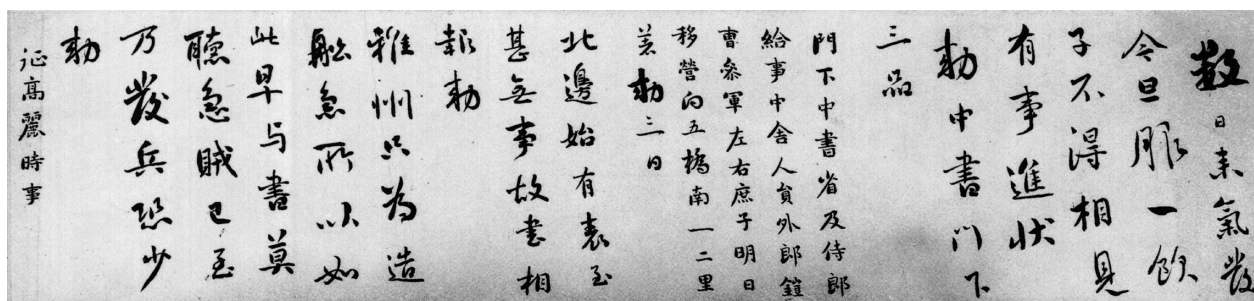 數日来氣發
令旦服一飲
子不得相見
有事進狀
勅中書門下
三品
門下中書省及侍郎
給事中舍人員外郎鎧
曹參軍左右庶子明日
移營向五橋南一二里
若勅三日
北邊始有表至
甚無事故書相
報勅
雅州只為造
船急所以如
此早与書莫
聽急賊已至
乃發兵恐少
勅
征高麗時事